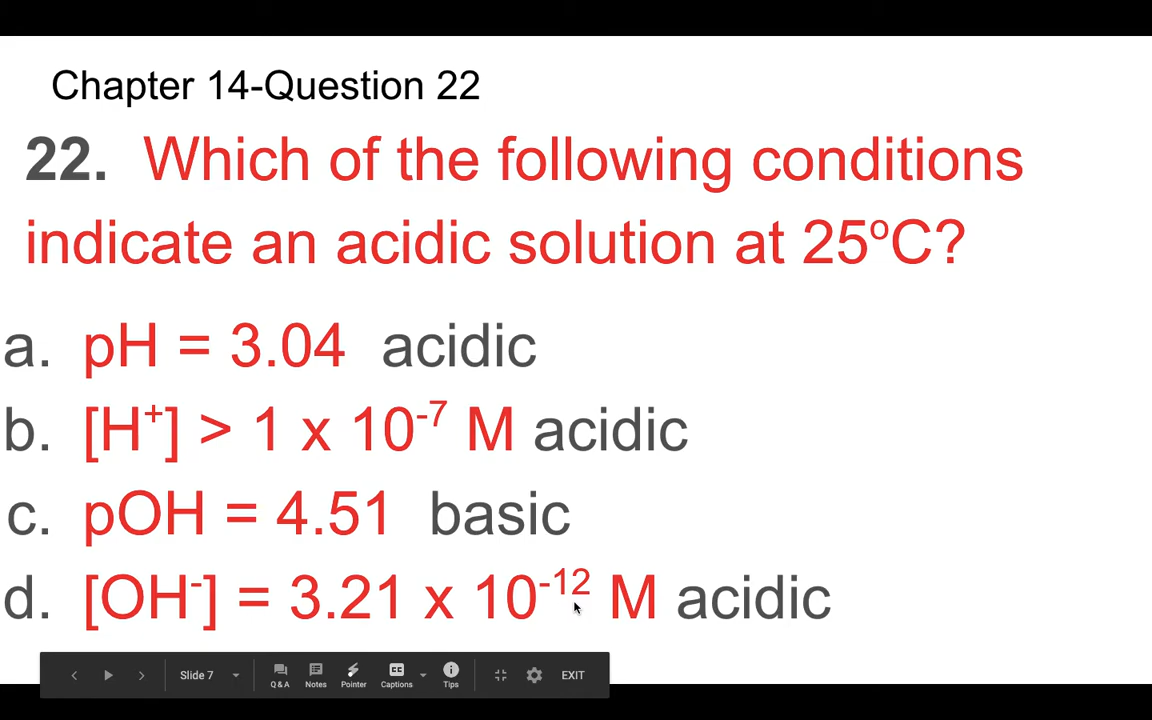 Chapter 14-Question 22
22. Which of the following conditions
indicate an acidic solution at 25ºC?
a. pH = 3.04 acidic
b. [H⁺] > 1 x 10⁻⁷ M acidic
c. pOH = 4.51 basic
d. [OH⁻] = 3.21 x 10⁻¹² M acidic
Slide 7 Q & A Notes Pointer CC Captions Tips EXIT